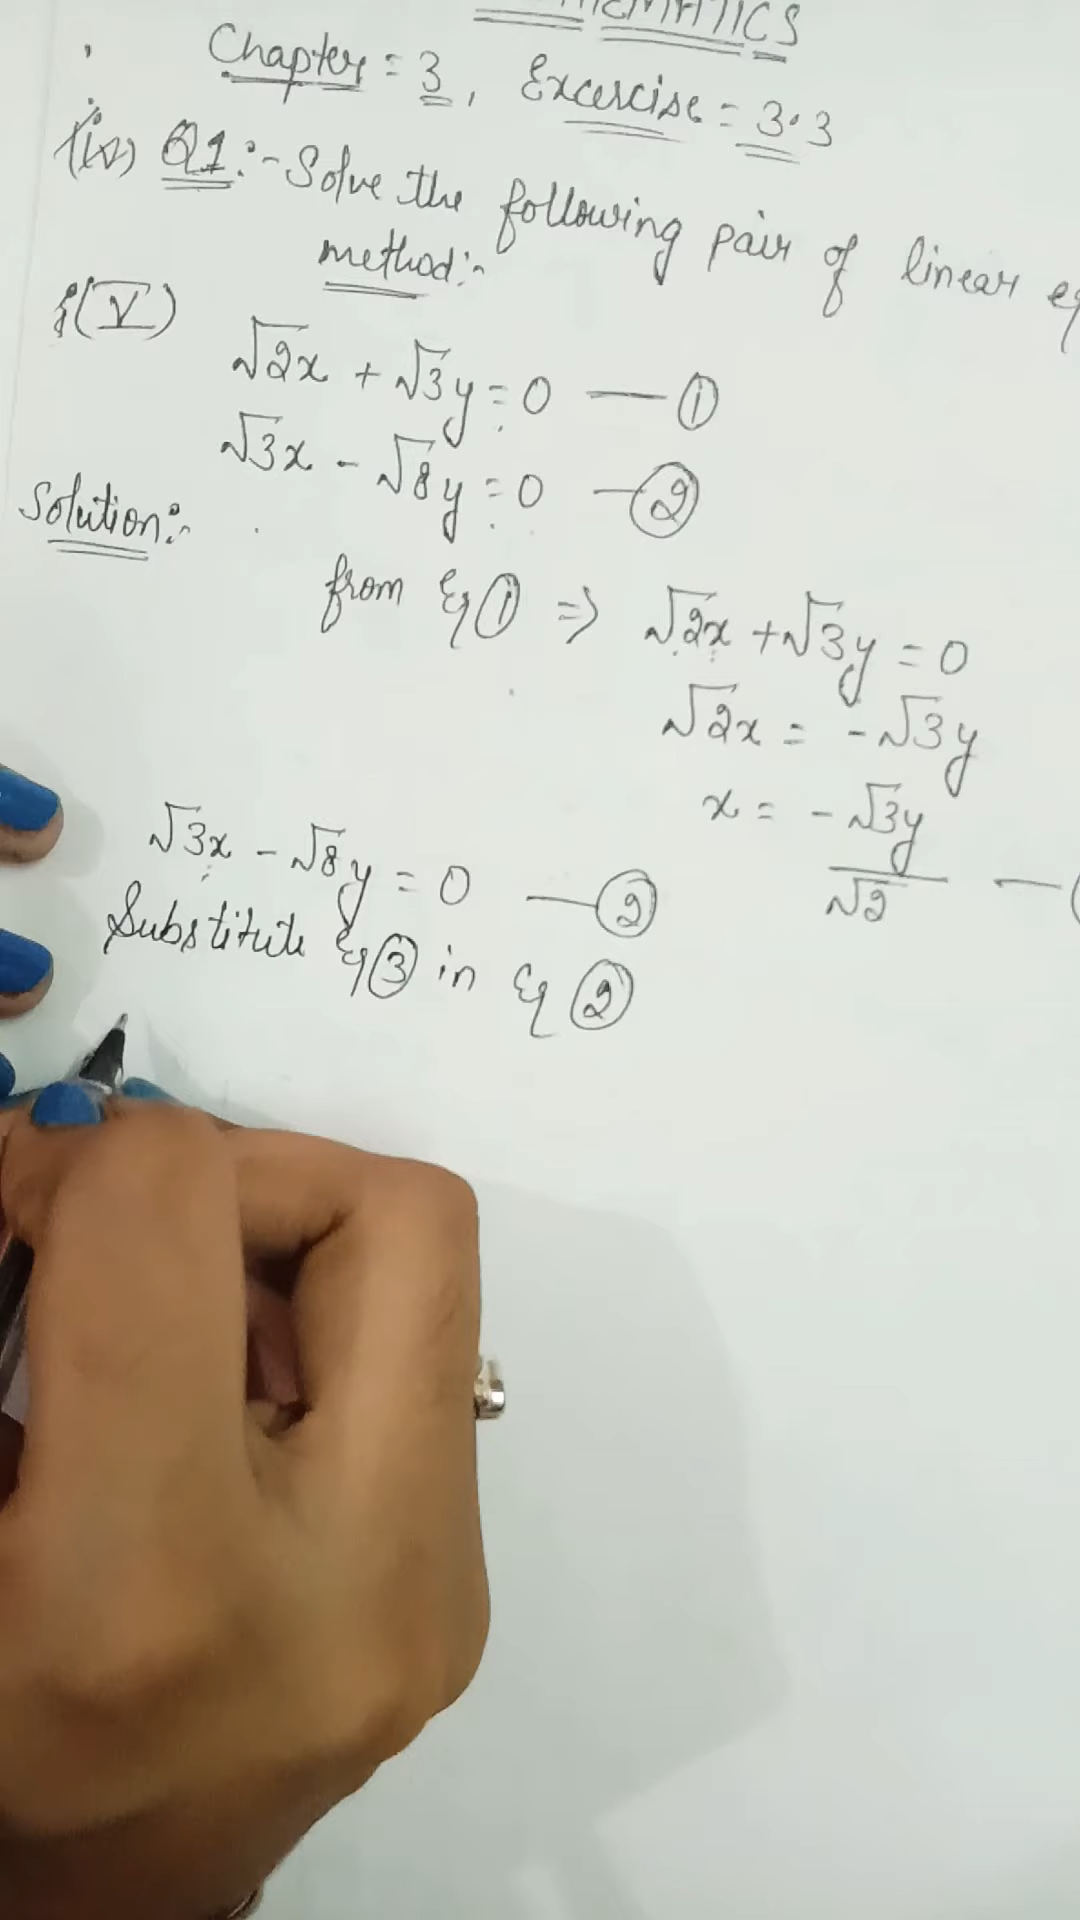 Chapter = 3, Excercise = 3.3
(iv) Q1:- Solve the following pair of linear
method:-
(V)
√2x + √3y = 0 — ①
√3x - √8y = 0 — ②
Solution:-
from Eq ① ⇒ √2x + √3y = 0
√2x = -√3y
x = -√3y / √2 —
√3x - √8y = 0 — ②
Substitute Eq ③ in Eq ②